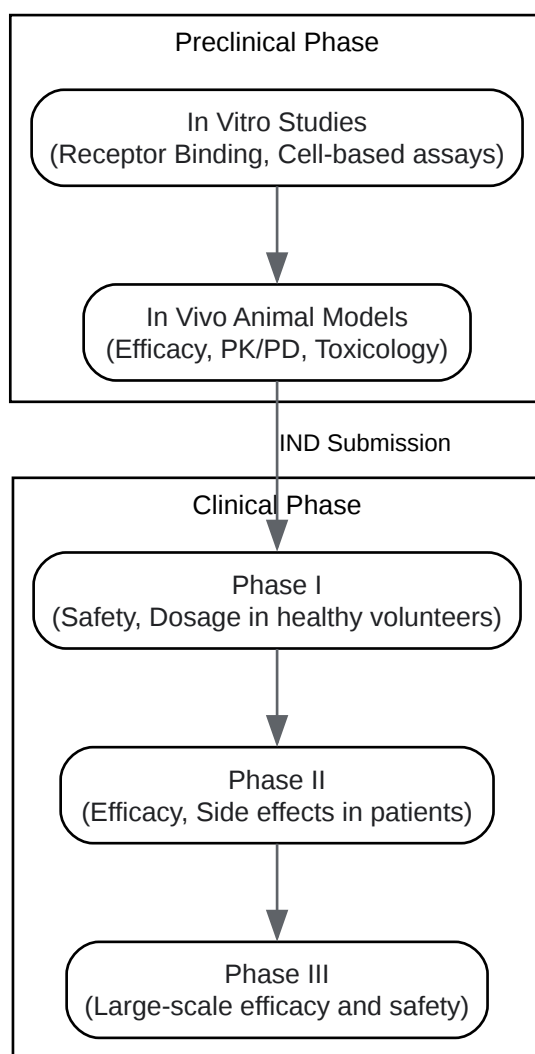 Preclinical Phase
In Vitro Studies
(Receptor Binding, Cell-based assays)
In Vivo Animal Models
(Efficacy, PK/PD, Toxicology)
IND Submission
Clinical Phase
Phase I
(Safety, Dosage in healthy volunteers)
Phase II
(Efficacy, Side effects in patients)
Phase III
(Large-scale efficacy and safety)